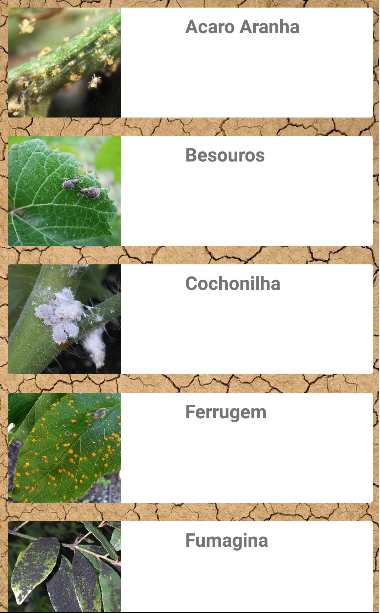 Acaro Aranha
Besouros
Cochonilha
Ferrugem
Fumagina